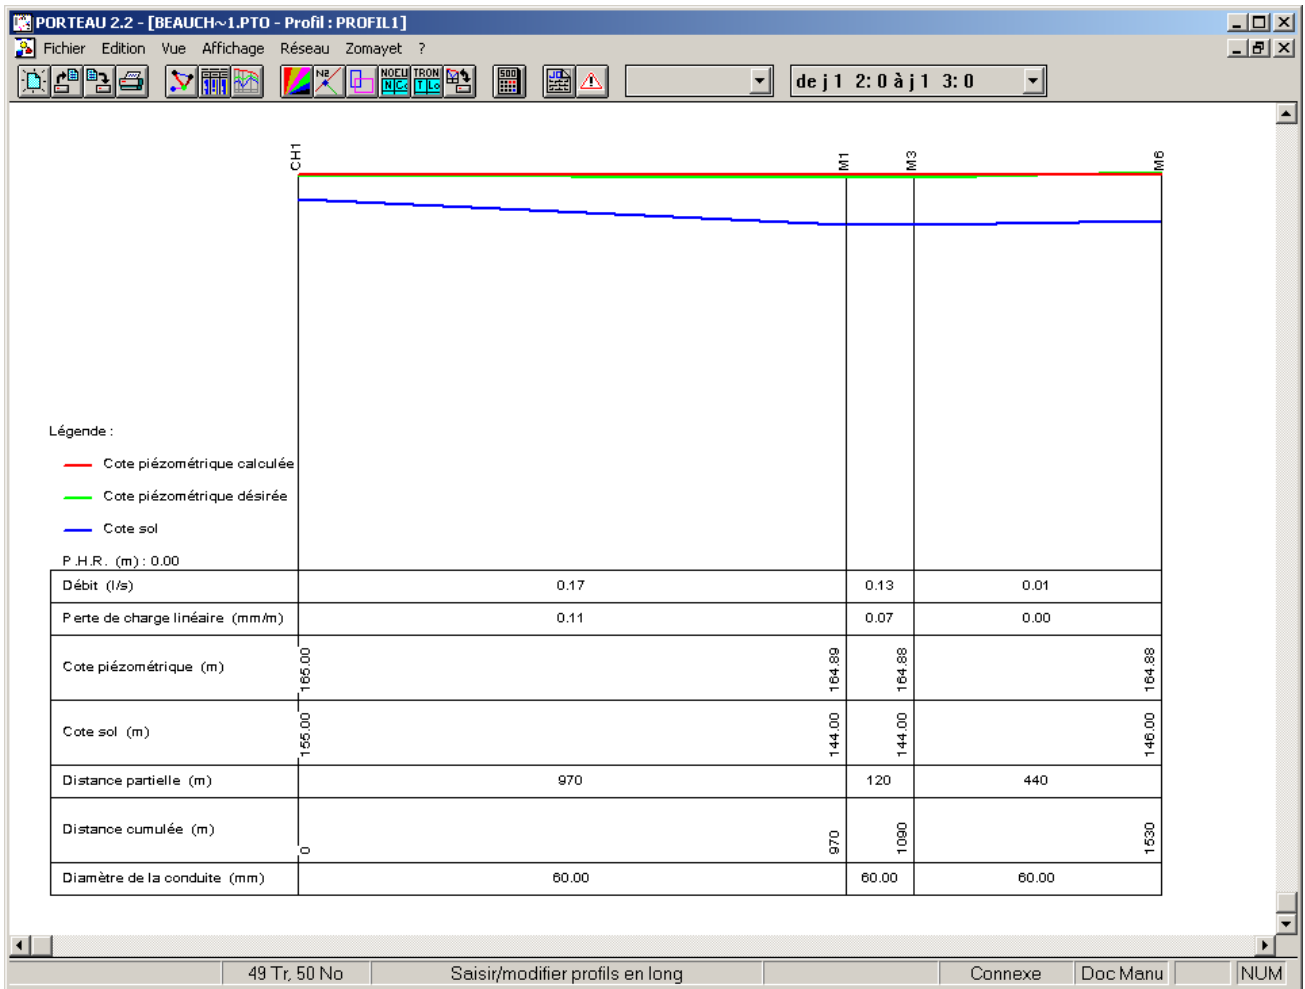 PORTEAU 2.2 - [BEAUCH~1.PTO - Profil : PROFIL1]
Fichier Edition Vue Affichage Réseau Zomayet ?
N2
NOEU
N C
TRON
T Lo
500
de j 1 2: 0 à j 1 3: 0
CH1 M1 M3 M6
Légende :
Cote piézométrique calculée
Cote piézométrique désirée
Cote sol
P.H.R. (m) : 0.00
Débit (l/s) 0.17 0.13 0.01
Perte de charge linéaire (mm/m) 0.11 0.07 0.00
Cote piézométrique (m) 165.00 164.89 164.88 164.88
Cote sol (m) 155.00 144.00 144.00 146.00
Distance partielle (m) 970 120 440
Distance cumulée (m) 0 970 1090 1530
Diamètre de la conduite (mm) 60.00 60.00 60.00
49 Tr, 50 No Saisir/modifier profils en long Connexe Doc Manu NUM